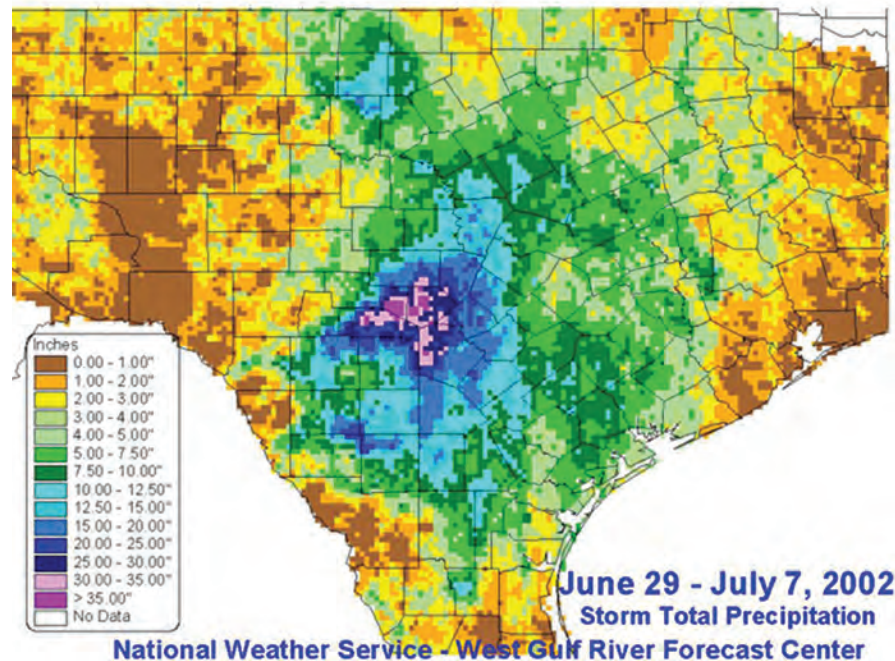 Inches
0.00 - 1.00"
1.00 - 2.00"
2.00 - 3.00"
3.00 - 4.00"
4.00 - 5.00"
5.00 - 7.50"
7.50 - 10.00"
10.00 - 12.50"
12.50 - 15.00"
15.00 - 20.00"
20.00 - 25.00"
25.00 - 30.00"
30.00 - 35.00"
> 35.00"
No Data
June 29 - July 7, 2002
Storm Total Precipitation
National Weather Service - West Gulf River Forecast Center